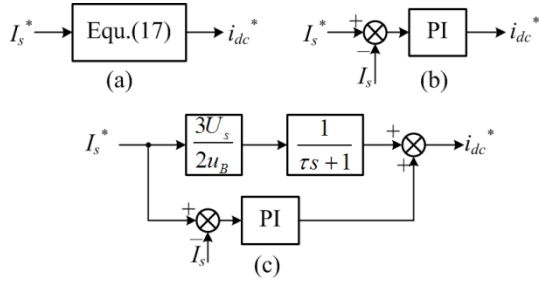 I_s^* Equ.(17) i_dc^*
(a)
I_s^* + − I_s PI i_dc^*
(b)
I_s^* 3U_s / 2u_B 1 / τs + 1 + + i_dc^*
+ − I_s PI
(c)